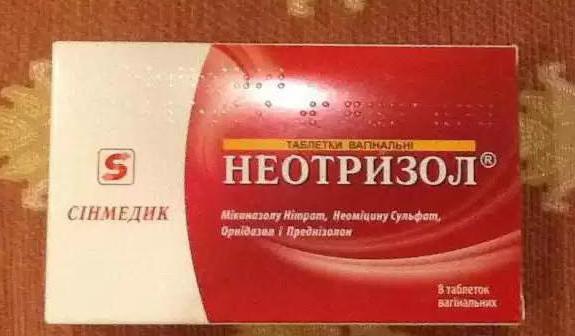 ТАБЛЕТКИ ВАГІНАЛЬНІ
НЕОТРИЗОЛ®
S
СІНМЕДИК
Міконазолу Нітрат, Неоміцину Сульфат,
Орнідазол і Преднізолон
8 таблеток
вагінальних